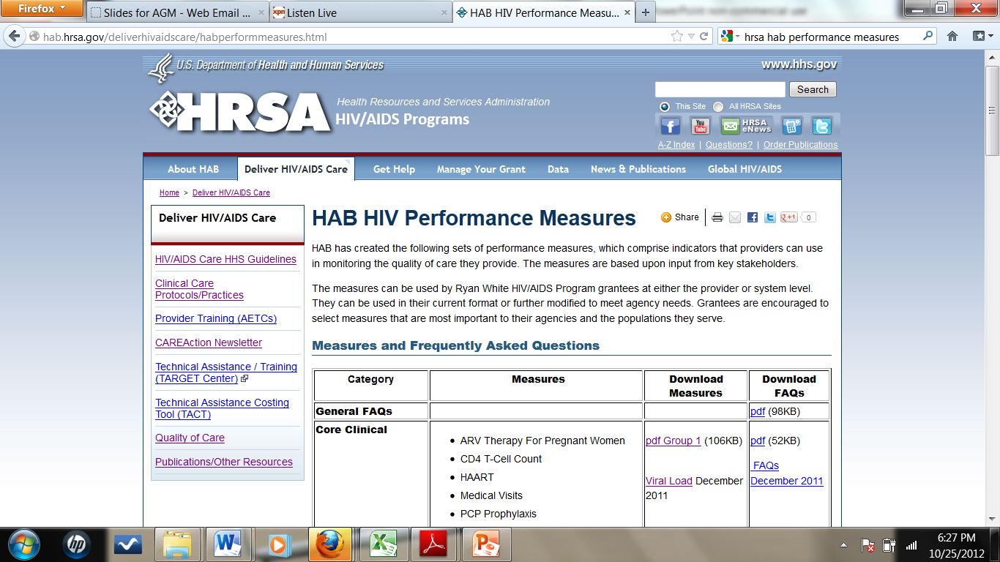 Firefox
Slides for AGM - Web Email ...
xpn Listen Live
HAB HIV Performance Measu...
PowerPoint non-commercial use
hab.hrsa.gov/deliverhivaidscare/habperformmeasures.html
hrsa hab performance measures
U.S. Department of Health and Human Services
www.hhs.gov
HRSA
Health Resources and Services Administration
HIV/AIDS Programs
Search
This Site All HRSA Sites
f You Tube HRSA eNews t
A-Z Index | Questions? | Order Publications
About HAB Deliver HIV/AIDS Care Get Help Manage Your Grant Data News & Publications Global HIV/AIDS
Home > Deliver HIV/AIDS Care
Deliver HIV/AIDS Care
HIV/AIDS Care HHS Guidelines
Clinical Care
Protocols/Practices
Provider Training (AETCs)
CAREAction Newsletter
Technical Assistance / Training
(TARGET Center)
Technical Assistance Costing
Tool (TACT)
Quality of Care
Publications/Other Resources
HAB HIV Performance Measures
Share
g +1 0
HAB has created the following sets of performance measures, which comprise indicators that providers can use
in monitoring the quality of care they provide. The measures are based upon input from key stakeholders.
The measures can be used by Ryan White HIV/AIDS Program grantees at either the provider or system level.
They can be used in their current format or further modified to meet agency needs. Grantees are encouraged to
select measures that are most important to their agencies and the populations they serve.
Measures and Frequently Asked Questions
Category
Measures
Download
Measures
Download
FAQs
General FAQs
pdf (98KB)
Core Clinical
• ARV Therapy For Pregnant Women
• CD4 T-Cell Count
• HAART
• Medical Visits
• PCP Prophylaxis
pdf Group 1 (106KB)
Viral Load December
2011
pdf (52KB)
FAQs
December 2011
hp
6:27 PM
10/25/2012